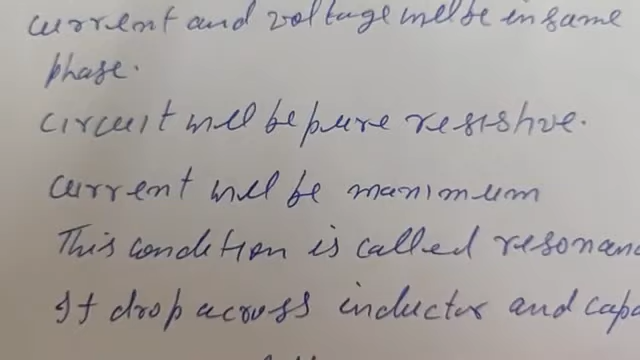 current and voltage will be in same
phase.
circuit will be pure resistive.
current will be maximum
This condition is called resonanc
If drop across inductor and capa